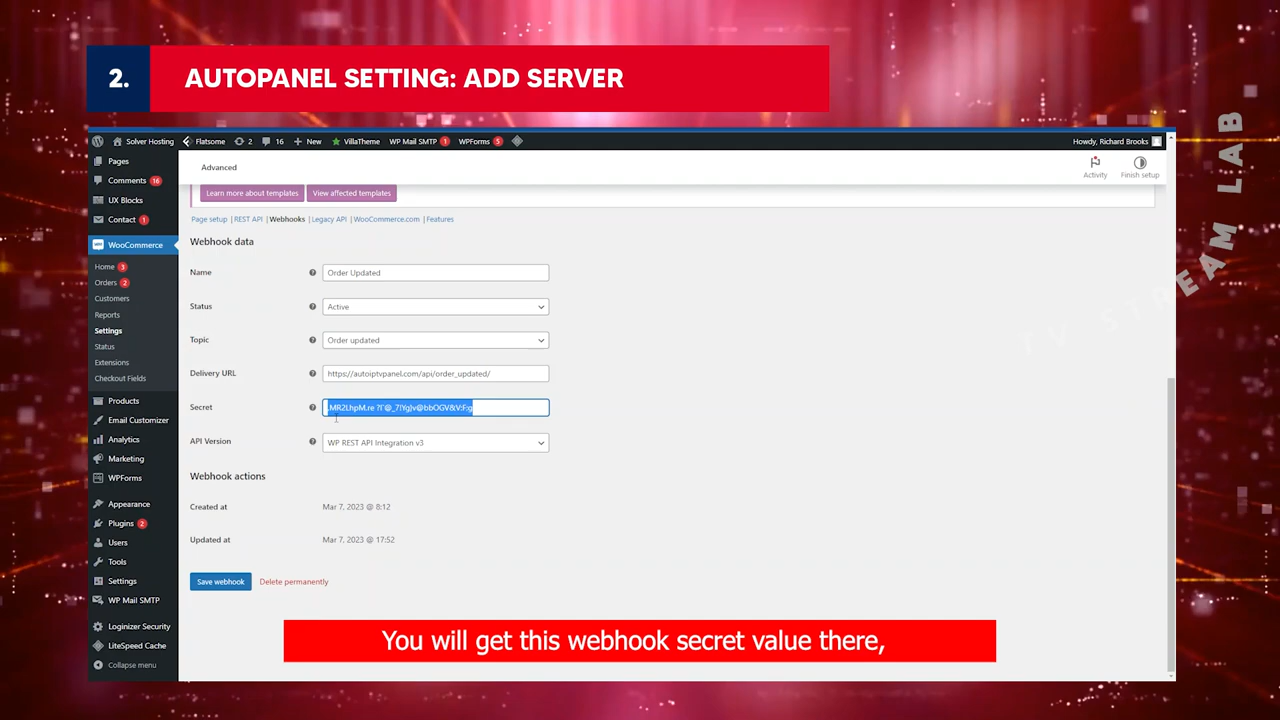 2.
AUTOPANEL SETTING: ADD SERVER
Solver Hosting
Flatsome
2
16
New
VillaTheme
WP Mail SMTP 1
WPForms 5
Howdy, Richard Brooks
Pages
Comments 16
UX Blocks
Contact 1
WooCommerce
Home 3
Orders 2
Customers
Reports
Settings
Status
Extensions
Checkout Fields
Products
Email Customizer
Analytics
Marketing
WPForms
Appearance
Plugins 2
Users
Tools
Settings
WP Mail SMTP
Loginizer Security
LiteSpeed Cache
Collapse menu
Advanced
Activity
Finish setup
Learn more about templates
View affected templates
Page setup | REST API | Webhooks | Legacy API | WooCommerce.com | Features
Webhook data
Name
Order Updated
Status
Active
Topic
Order updated
Delivery URL
https://autoiptvpanel.com/api/order_updated/
Secret
API Version
WP REST API Integration v3
Webhook actions
Created at
Mar 7, 2023 @ 8:12
Updated at
Mar 7, 2023 @ 17:52
Save webhook
Delete permanently
You will get this webhook secret value there,
TV STREAM LAB